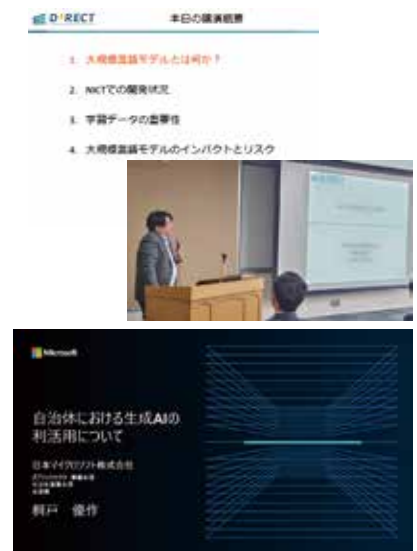 D'RECT
本日の講演概要
1. 大規模言語モデルとは何か？
2. NICTでの開発状況
3. 学習データの重要性
4. 大規模言語モデルのインパクトとリスク
Microsoft
自治体における生成AIの
利活用について
日本マイクロソフト株式会社
優作